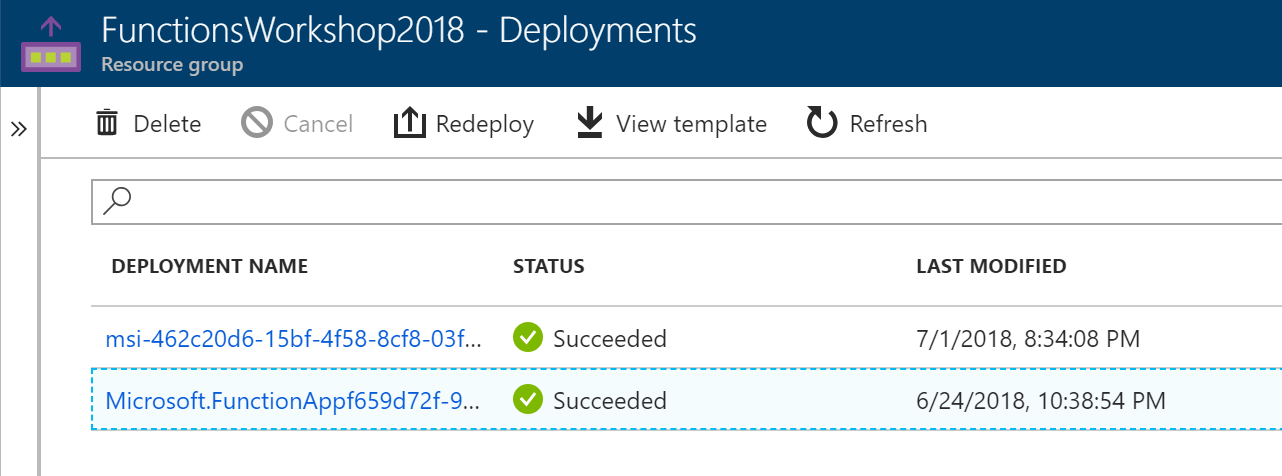 FunctionsWorkshop2018 - Deployments
Resource group
Delete Cancel Redeploy View template Refresh
DEPLOYMENT NAME STATUS LAST MODIFIED
msi-462c20d6-15bf-4f58-8cf8-03f... Succeeded 7/1/2018, 8:34:08 PM
Microsoft.FunctionAppf659d72f-9... Succeeded 6/24/2018, 10:38:54 PM